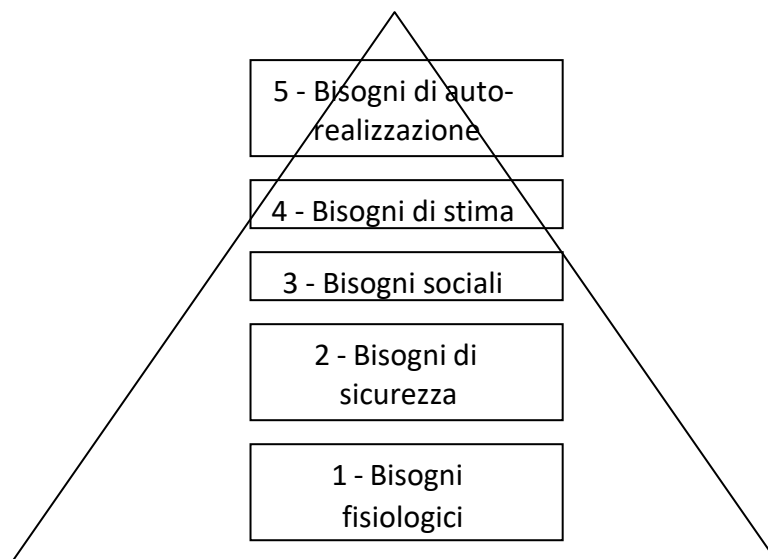 5 - Bisogni di auto-
realizzazione
4 - Bisogni di stima
3 - Bisogni sociali
2 - Bisogni di
sicurezza
1 - Bisogni
fisiologici